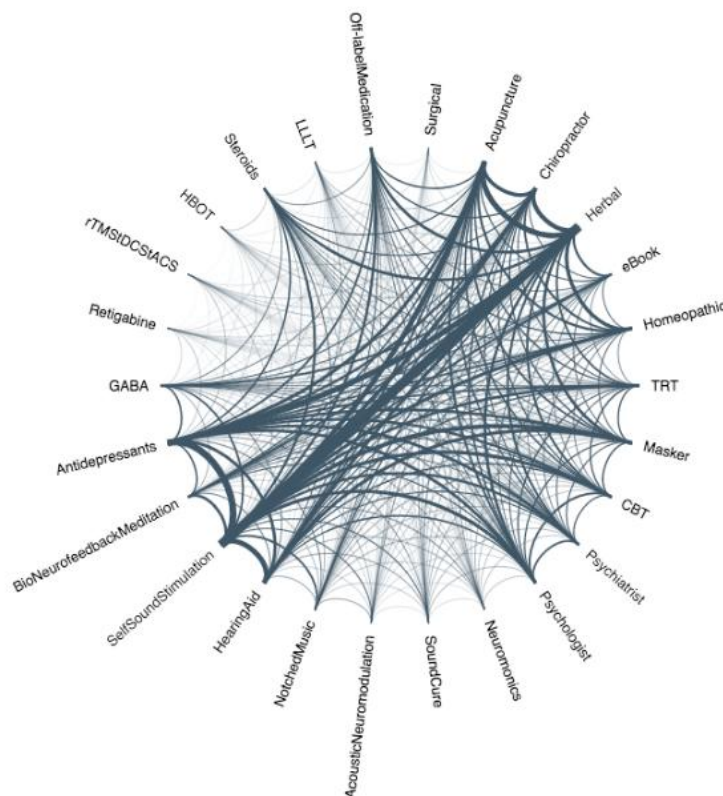 Off-labelMedication
Surgical
Acupuncture
Chiropractor
Herbal
eBook
Homeopathic
TRT
Masker
CBT
Psychiatrist
Psychologist
Neuromonics
SoundCure
AcousticNeuromodulation
NotchedMusic
HearingAid
SelfSoundStimulation
BioNeurofeedbackMeditation
Antidepressants
GABA
Retigabine
rTMStDCStACS
HBOT
Steroids
LLLT